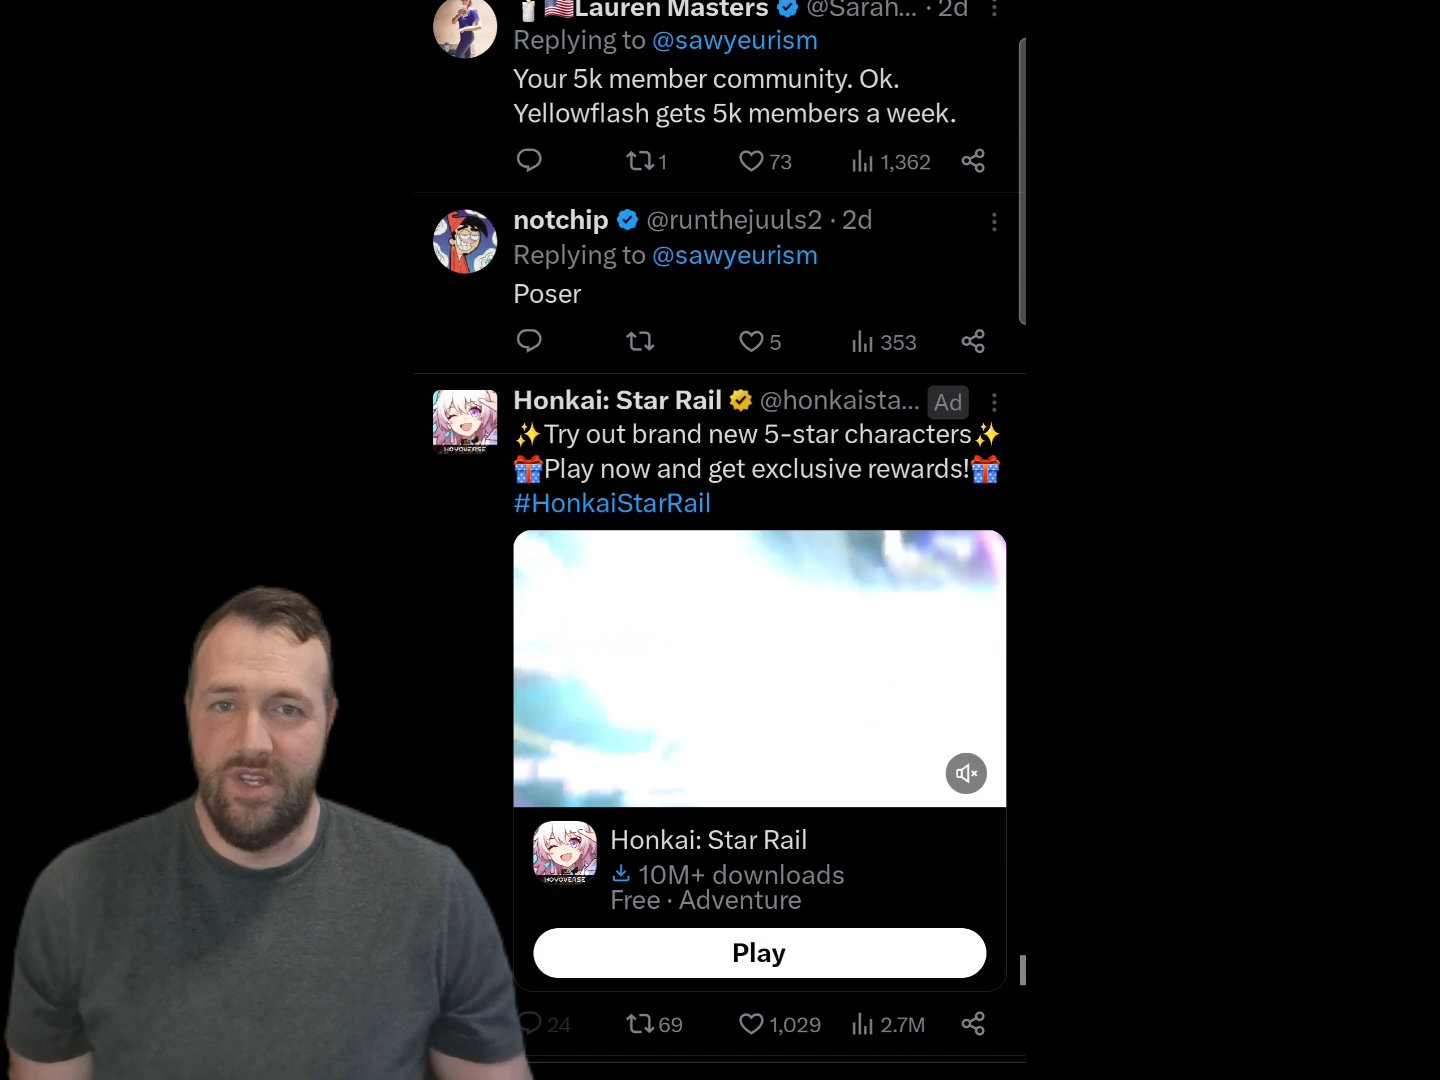 Lauren Masters @Sarah... · 2d
Replying to @sawyeurism
Your 5k member community. Ok.
Yellowflash gets 5k members a week.
1 73 1,362
notchip @runthejuuls2 · 2d
Replying to @sawyeurism
Poser
5 353
Honkai: Star Rail @honkaista... Ad
✨Try out brand new 5-star characters✨
🎁Play now and get exclusive rewards!🎁
#HonkaiStarRail
HOYOVERSE
Honkai: Star Rail
10M+ downloads
Free · Adventure
HOYOVERSE
Play
24 69 1,029 2.7M